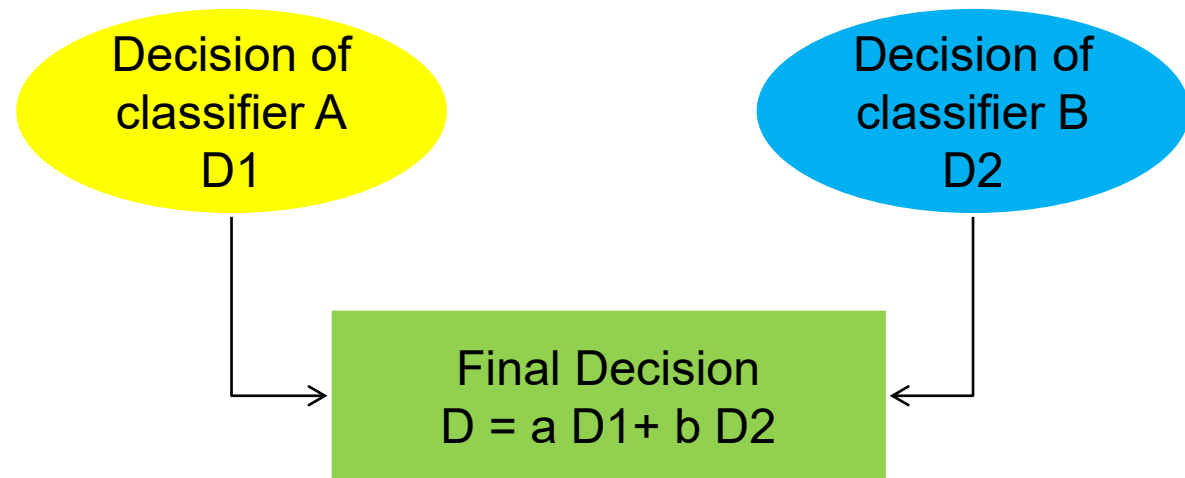 Decision of
classifier A
D1
Decision of
classifier B
D2
Final Decision
D = a D1+ b D2